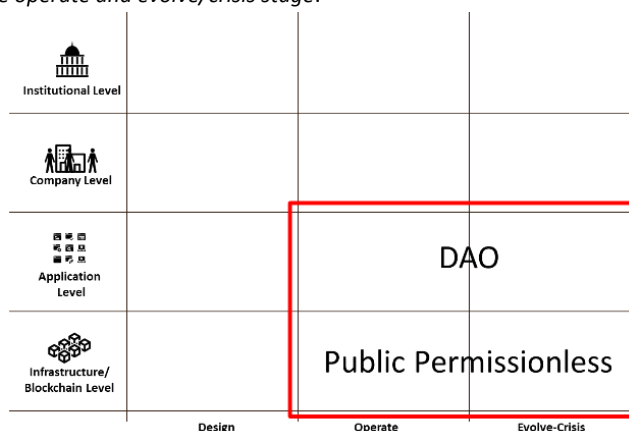 e operate and evolve/crisis stage.
Institutional Level
Company Level
DAO
Application
Level
Public Permissionless
Infrastructure/
Blockchain Level
Design Operate Evolve-Crisis